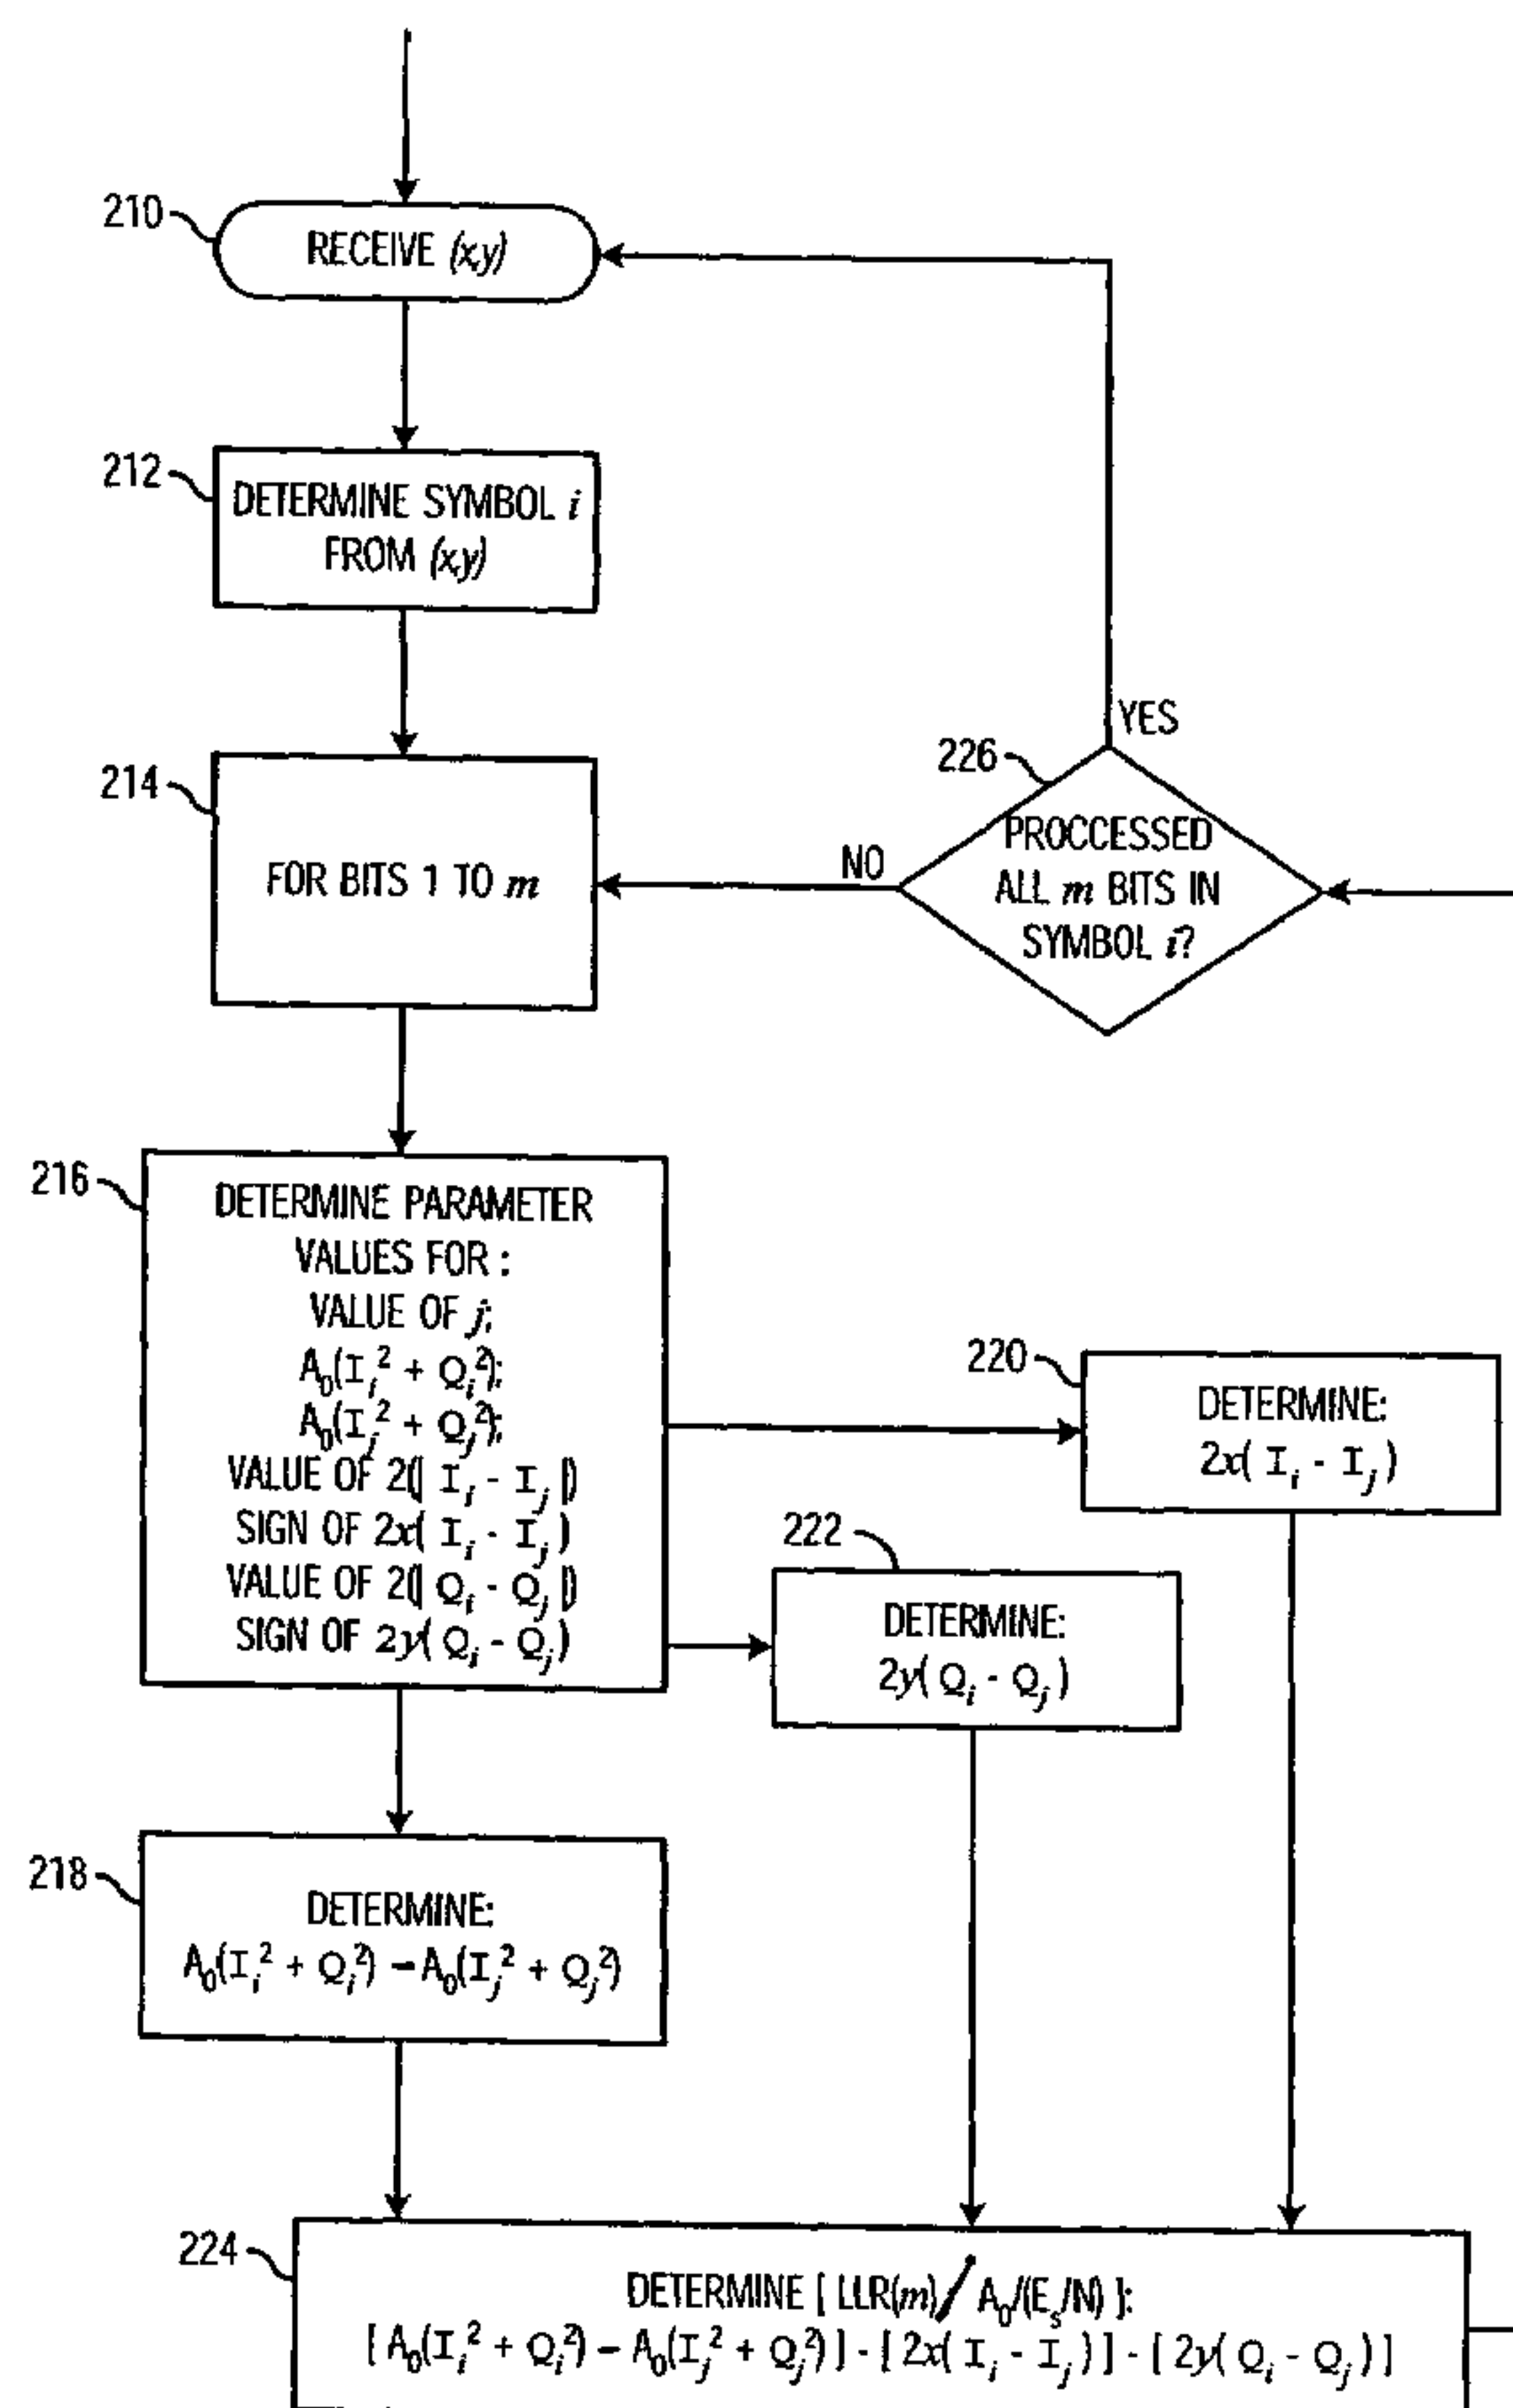 210
RECEIVE (x,y)
212
DETERMINE SYMBOL i
FROM (x,y)
214
FOR BITS 1 TO m
YES
226
NO
PROCCESSED
ALL m BITS IN
SYMBOL i?
216
DETERMINE PARAMETER
VALUES FOR :
VALUE OF j;
A₀(Iᵢ² + Qᵢ²);
A₀(Iⱼ² + Qⱼ²);
VALUE OF 2(| Iᵢ - Iⱼ |)
SIGN OF 2x( Iᵢ - Iⱼ )
VALUE OF 2(| Qᵢ - Qⱼ |)
SIGN OF 2y( Qᵢ - Qⱼ )
220
DETERMINE:
2x( Iᵢ - Iⱼ )
222
DETERMINE:
2y( Qᵢ - Qⱼ )
218
DETERMINE:
A₀(Iᵢ² + Qᵢ²) – A₀(Iⱼ² + Qⱼ²)
224
DETERMINE [ LLR(m) / A₀/(Eₛ/N) ]:
[ A₀(Iᵢ² + Qᵢ²) – A₀(Iⱼ² + Qⱼ²) ] - [ 2x( Iᵢ - Iⱼ ) ] - [ 2y( Qᵢ - Qⱼ ) ]